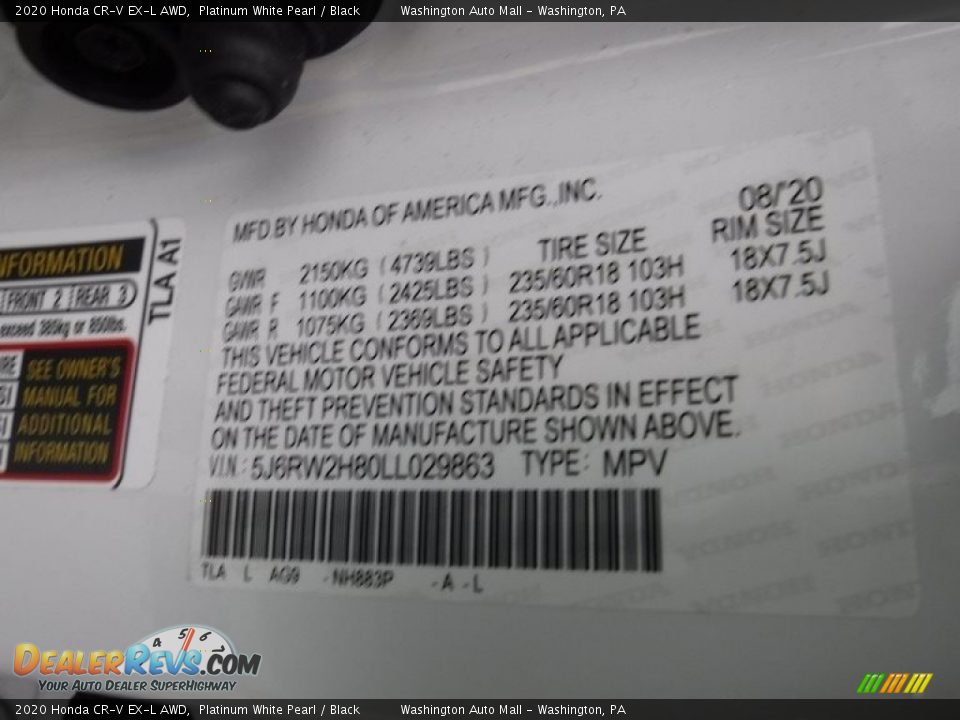 2020 Honda CR-V EX-L AWD, Platinum White Pearl / Black Washington Auto Mall - Washington, PA
MFD.BY HONDA OF AMERICA MFG.,INC. 08/'20
TIRE SIZE RIM SIZE
GVWR 2150KG (4739LBS)
GAWR F 1100KG (2425LBS) 235/60R18 103H 18X7.5J
GAWR R 1075KG (2369LBS) 235/60R18 103H 18X7.5J
THIS VEHICLE CONFORMS TO ALL APPLICABLE
FEDERAL MOTOR VEHICLE SAFETY
AND THEFT PREVENTION STANDARDS IN EFFECT
ON THE DATE OF MANUFACTURE SHOWN ABOVE.
V.I.N.: 5J6RW2H80LL029863 TYPE: MPV
TLA L AG9 -NH883P -A -L
TLA A1
FRONT 2 REAR 3
exceed 385kg or 850lbs.
SEE OWNER'S
MANUAL FOR
ADDITIONAL
INFORMATION
4 5 6
DEALERREVS.COM
YOUR AUTO DEALER SUPERHIGHWAY
2020 Honda CR-V EX-L AWD, Platinum White Pearl / Black Washington Auto Mall - Washington, PA